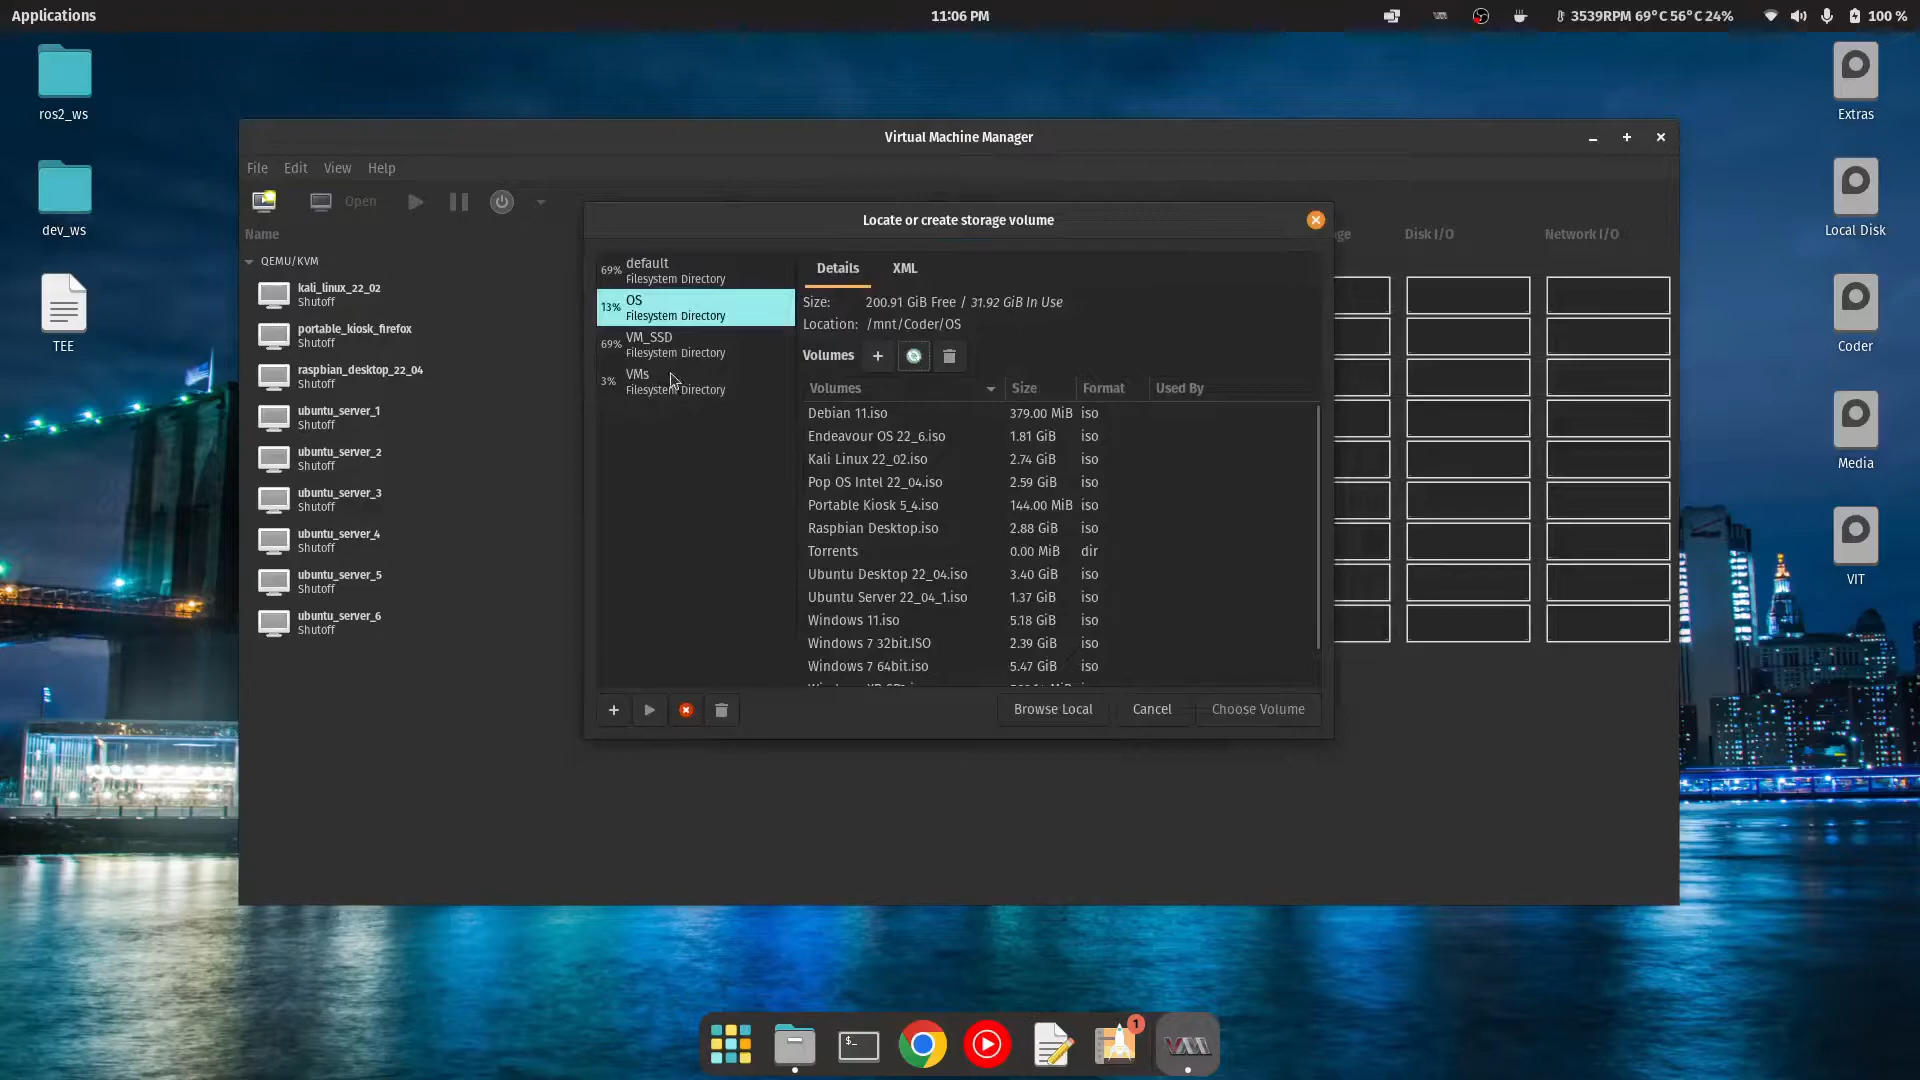 Applications
11:06 PM
3539RPM 69°C 56°C 24%
100 %
ros2_ws
dev_ws
TEE
Extras
Local Disk
Coder
Media
VIT
Virtual Machine Manager
File Edit View Help
Open
Name
Disk I/O
Network I/O
QEMU/KVM
kali_linux_22_02
Shutoff
portable_kiosk_firefox
Shutoff
raspbian_desktop_22_04
Shutoff
ubuntu_server_1
Shutoff
ubuntu_server_2
Shutoff
ubuntu_server_3
Shutoff
ubuntu_server_4
Shutoff
ubuntu_server_5
Shutoff
ubuntu_server_6
Shutoff
Locate or create storage volume
69% default
Filesystem Directory
13% OS
Filesystem Directory
69% VM_SSD
Filesystem Directory
3% VMs
Filesystem Directory
Details XML
Size: 200.91 GiB Free / 31.92 GiB In Use
Location: /mnt/Coder/OS
Volumes
Volumes Size Format Used By
Debian 11.iso 379.00 MiB iso
Endeavour OS 22_6.iso 1.81 GiB iso
Kali Linux 22_02.iso 2.74 GiB iso
Pop OS Intel 22_04.iso 2.59 GiB iso
Portable Kiosk 5_4.iso 144.00 MiB iso
Raspbian Desktop.iso 2.88 GiB iso
Torrents 0.00 MiB dir
Ubuntu Desktop 22_04.iso 3.40 GiB iso
Ubuntu Server 22_04_1.iso 1.37 GiB iso
Windows 11.iso 5.18 GiB iso
Windows 7 32bit.ISO 2.39 GiB iso
Windows 7 64bit.iso 5.47 GiB iso
Browse Local Cancel Choose Volume
$_
1